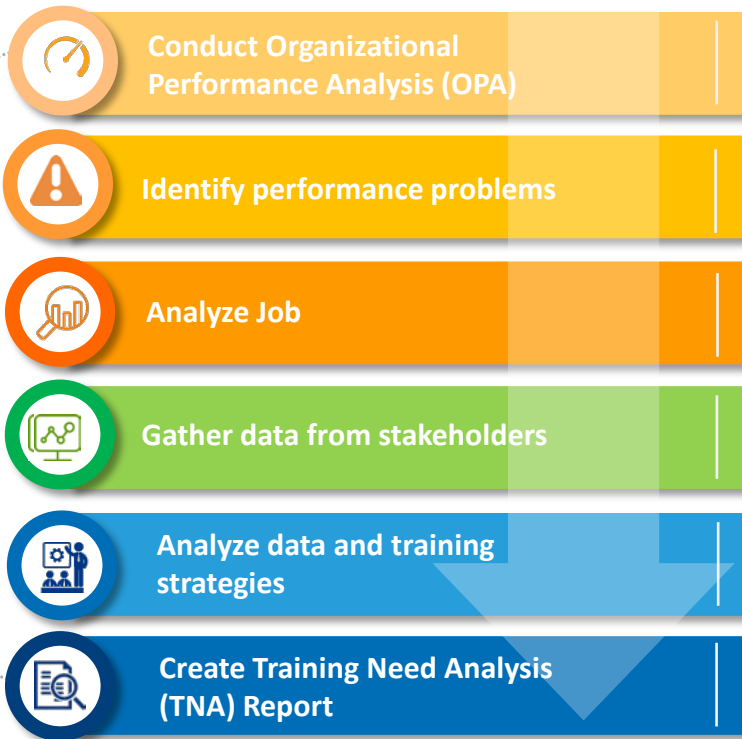 Conduct Organizational
Performance Analysis (OPA)
Identify performance problems
Analyze Job
Gather data from stakeholders
Analyze data and training
strategies
Create Training Need Analysis
(TNA) Report